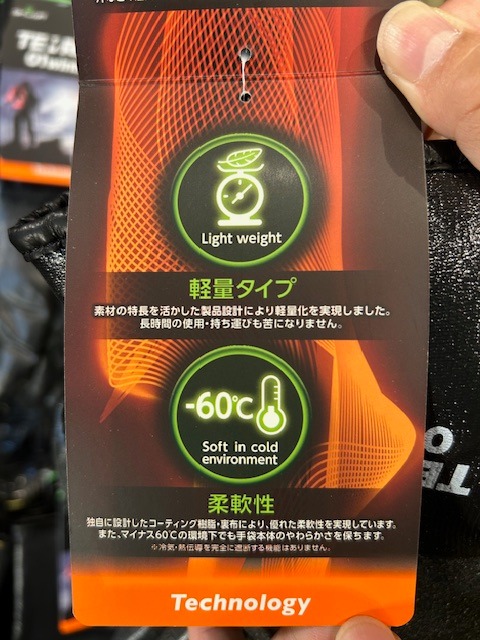 Light weight
軽量タイプ
素材の特長を活かした製品設計により軽量化を実現しました。
長時間の使用・持ち運びも苦になりません。
-60℃
Soft in cold
environment
柔軟性
独自に設計したコーティング樹脂・裏布により、優れた柔軟性を実現しています。
また、マイナス60℃の環境下でも手袋本体のやわらかさを保ちます。
※冷気・熱伝導を完全に遮断する機能はありません。
Technology